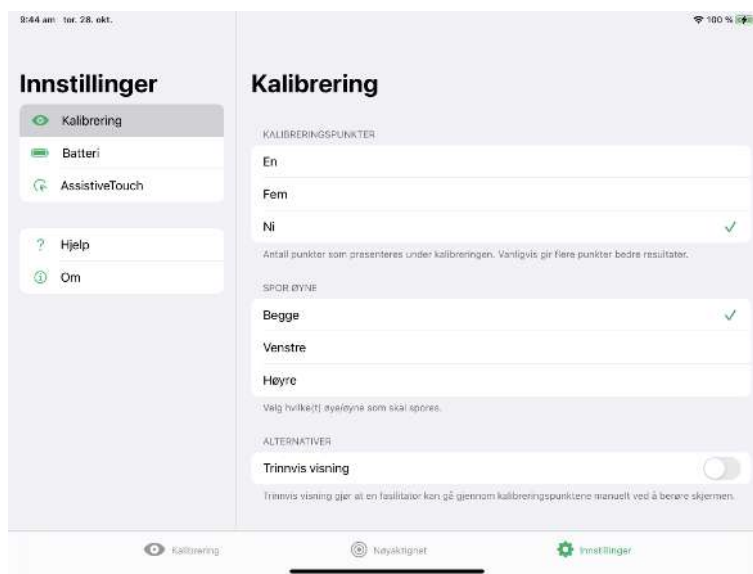 9:44 am tor. 28. okt.
100 %
Innstillinger
Kalibrering
Batteri
AssistiveTouch
Hjelp
Om
Kalibrering
KALIBRERINGSPUNKTER
En
Fem
Ni
Antall punkter som presenteres under kalibreringen. Vanligvis gir flere punkter bedre resultater.
SPOR ØYNE
Begge
Venstre
Høyre
Velg hvilke(t) øye/øyne som skal spores.
ALTERNATIVER
Trinnvis visning
Trinnvis visning gjør at en fasilitator kan gå gjennom kalibreringspunktene manuelt ved å berøre skjermen.
Kalibrering
Nøyaktighet
Innstillinger